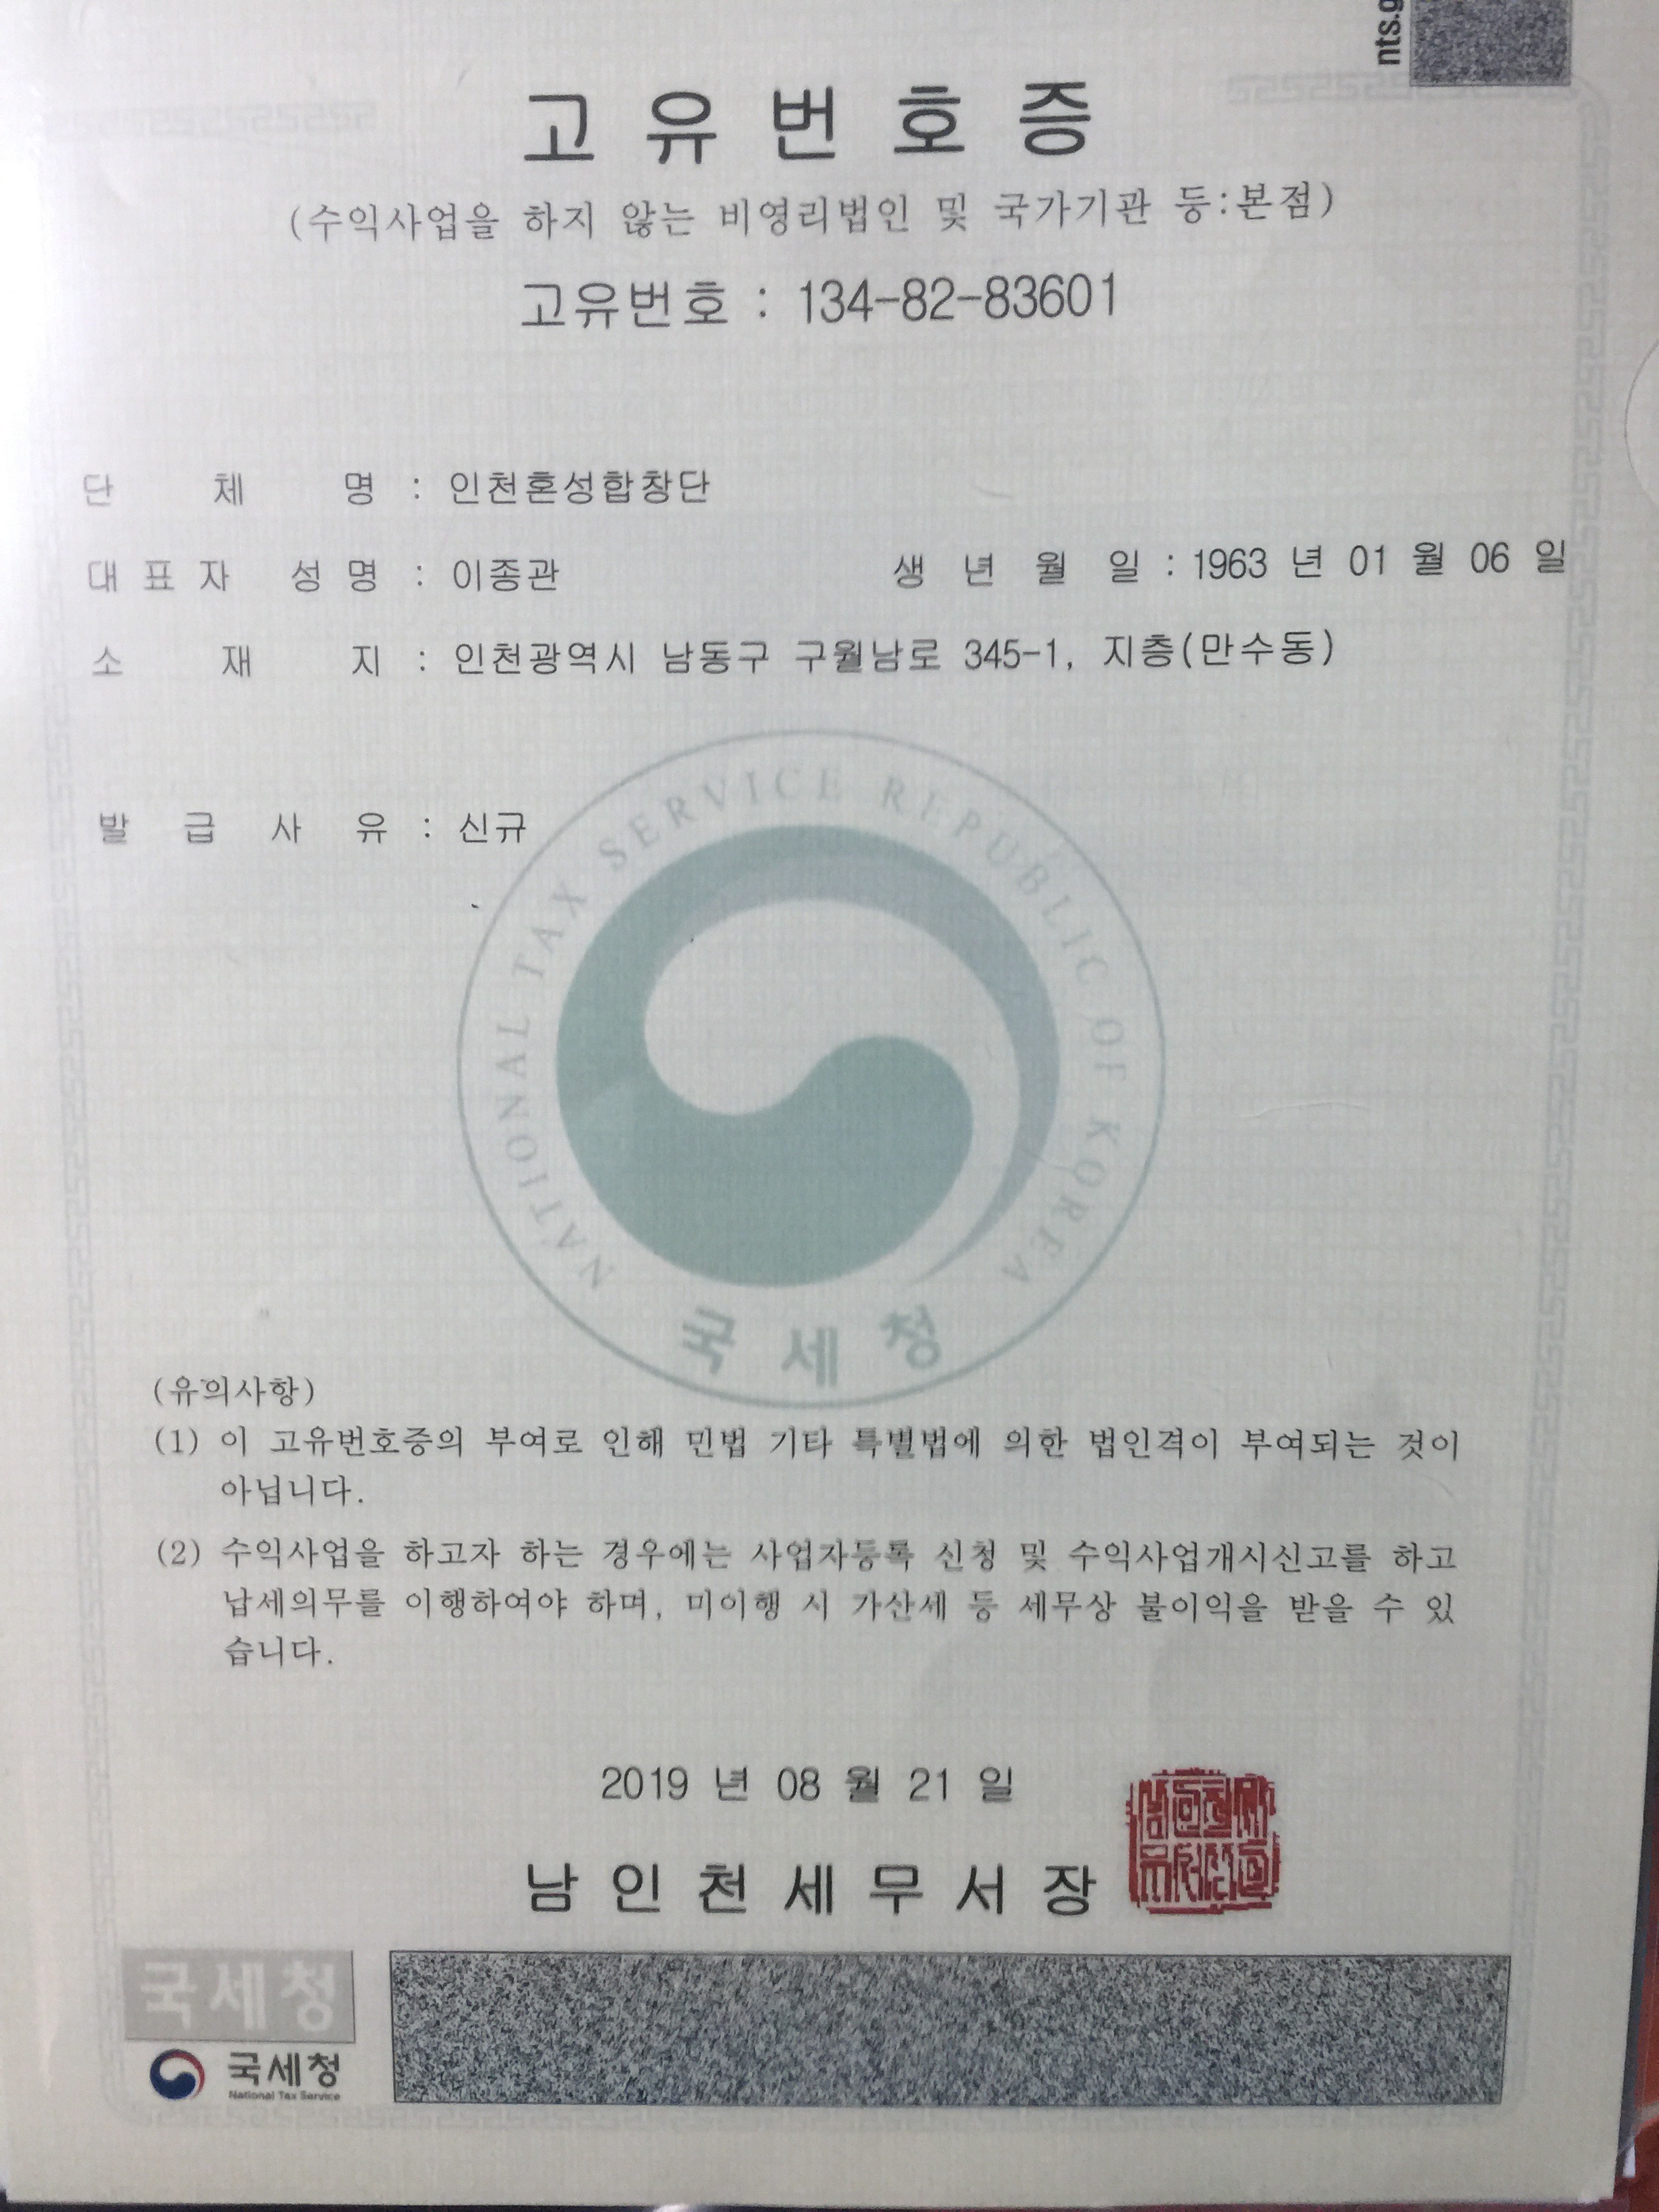 nts.g
고유번호증
(수익사업을 하지 않는 비영리법인 및 국가기관 등:본점)
고유번호 : 134-82-83601
단 체 명 : 인천혼성합창단
대표자 성명 : 이종관 생 년 월 일 : 1963 년 01 월 06 일
소 재 지 : 인천광역시 남동구 구월남로 345-1, 지층(만수동)
발 급 사 유 : 신규
NATIONAL TAX SERVICE REPUBLIC OF KOREA
국세청
(유의사항)
(1) 이 고유번호증의 부여로 인해 민법 기타 특별법에 의한 법인격이 부여되는 것이
아닙니다.
(2) 수익사업을 하고자 하는 경우에는 사업자등록 신청 및 수익사업개시신고를 하고
납세의무를 이행하여야 하며, 미이행 시 가산세 등 세무상 불이익을 받을 수 있
습니다.
2019 년 08 월 21 일
남인천세무서장
국세청
국세청
National Tax Service